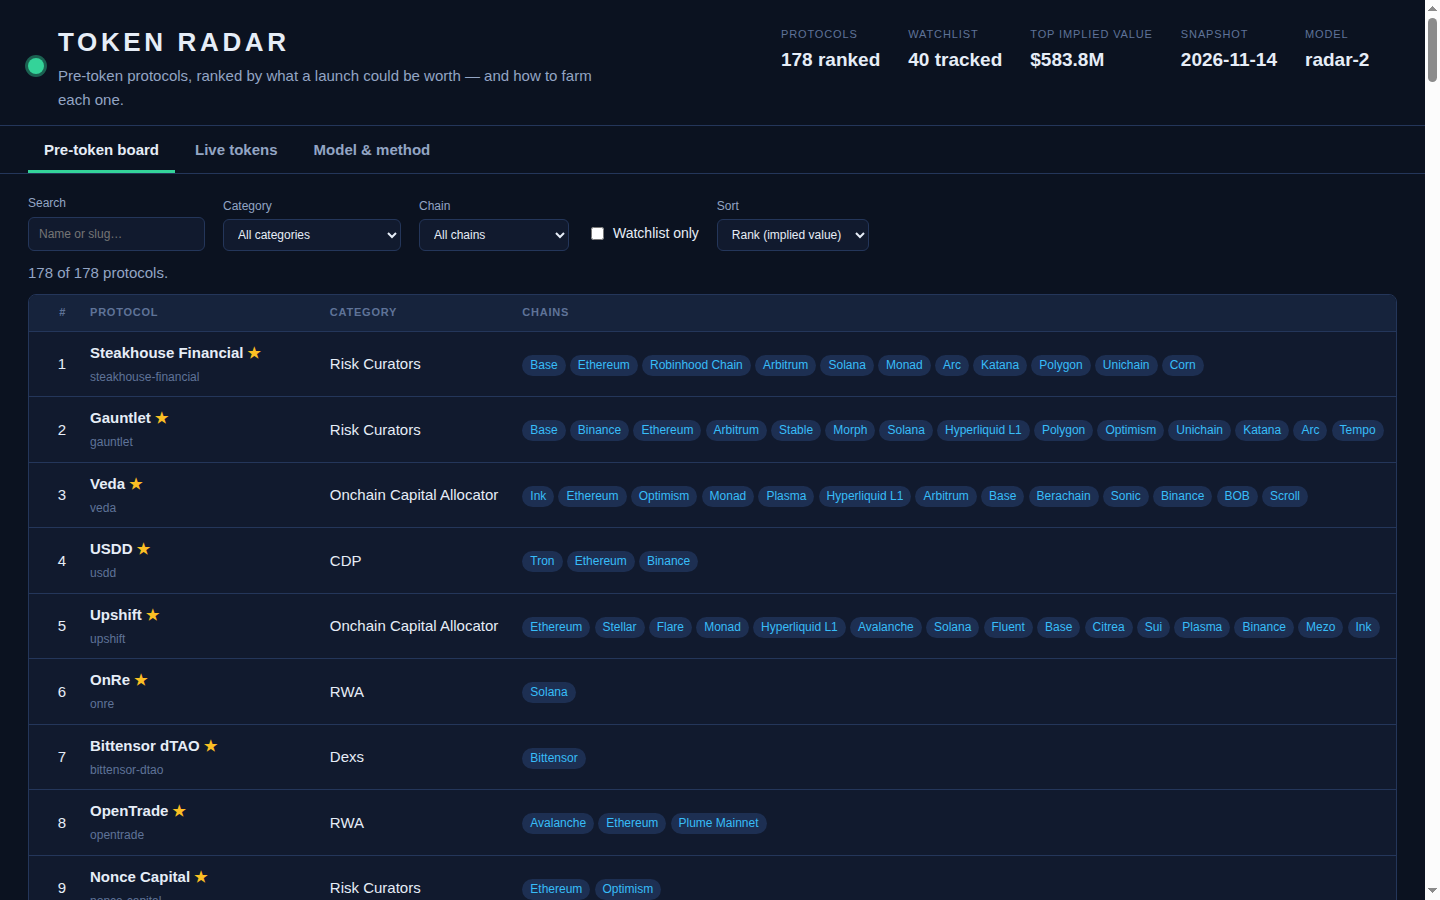 TOKEN RADAR
Pre-token protocols, ranked by what a launch could be worth — and how to farm
each one.
PROTOCOLS
178 ranked
WATCHLIST
40 tracked
TOP IMPLIED VALUE
$583.8M
SNAPSHOT
2026-11-14
MODEL
radar-2
Pre-token board
Live tokens
Model & method
Search
Name or slug…
Category
All categories
Chain
All chains
Watchlist only
Sort
Rank (implied value)
178 of 178 protocols.
# PROTOCOL CATEGORY CHAINS
1 Steakhouse Financial ★ Risk Curators Base Ethereum Robinhood Chain Arbitrum Solana Monad Arc Katana Polygon Unichain Corn
steakhouse-financial
2 Gauntlet ★ Risk Curators Base Binance Ethereum Arbitrum Stable Morph Solana Hyperliquid L1 Polygon Optimism Unichain Katana Arc Tempo
gauntlet
3 Veda ★ Onchain Capital Allocator Ink Ethereum Optimism Monad Plasma Hyperliquid L1 Arbitrum Base Berachain Sonic Binance BOB Scroll
veda
4 USDD ★ CDP Tron Ethereum Binance
usdd
5 Upshift ★ Onchain Capital Allocator Ethereum Stellar Flare Monad Hyperliquid L1 Avalanche Solana Fluent Base Citrea Sui Plasma Binance Mezo Ink
upshift
6 OnRe ★ RWA Solana
onre
7 Bittensor dTAO ★ Dexs Bittensor
bittensor-dtao
8 OpenTrade ★ RWA Avalanche Ethereum Plume Mainnet
opentrade
9 Nonce Capital ★ Risk Curators Ethereum Optimism